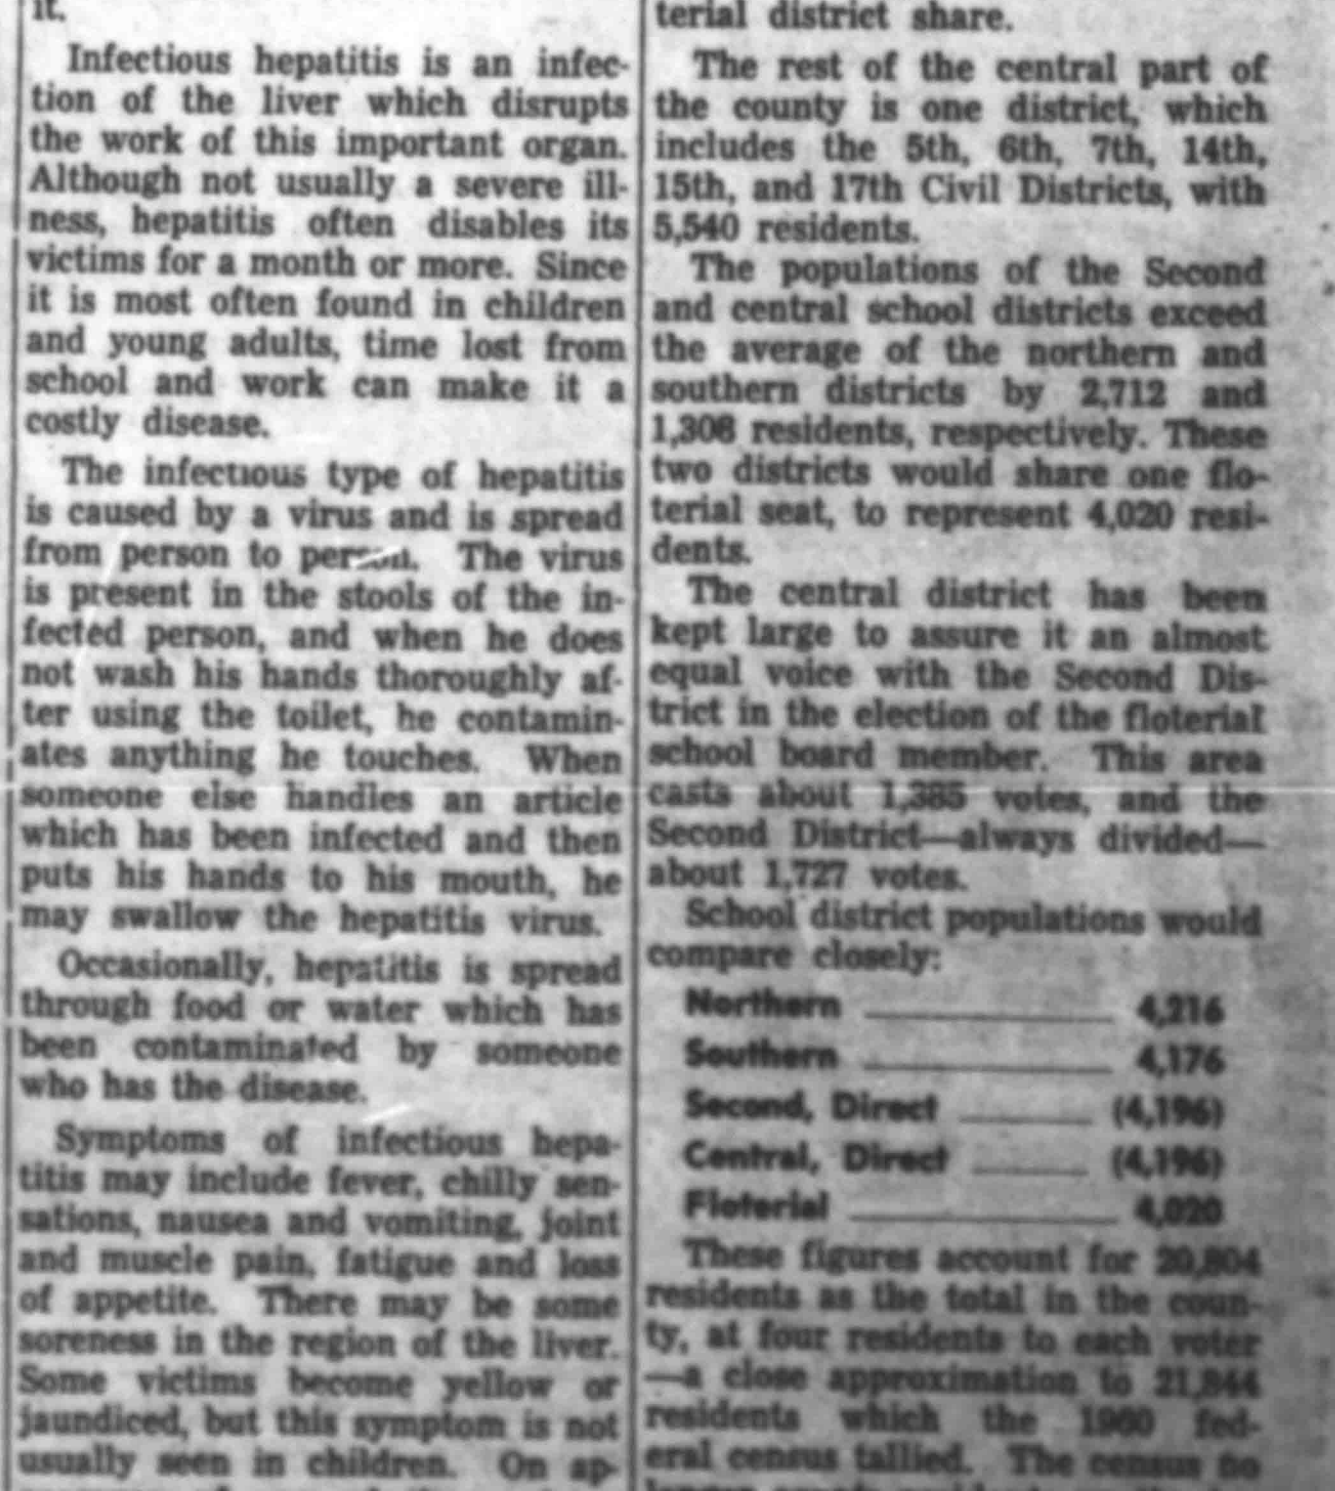 it.
Infectious hepatitis is an infec-
tion of the liver which disrupts
the work of this important organ.
Although not usually a severe ill-
ness, hepatitis often disables its
victims for a month or more. Since
it is most often found in children
and young adults, time lost from
school and work can make it a
costly disease.
The infectious type of hepatitis
is caused by a virus and is spread
from person to person. The virus
is present in the stools of the in-
fected person, and when he does
not wash his hands thoroughly af-
ter using the toilet, he contamin-
ates anything he touches. When
someone else handles an article
which has been infected and then
puts his hands to his mouth, he
may swallow the hepatitis virus.
Occasionally, hepatitis is spread
through food or water which has
been contaminated by someone
who has the disease.
Symptoms of infectious hepa-
titis may include fever, chilly sen-
sations, nausea and vomiting, joint
and muscle pain, fatigue and loss
of appetite. There may be some
soreness in the region of the liver.
Some victims become yellow or
jaundiced, but this symptom is not
usually seen in children. On ap-
terial district share.
The rest of the central part of
the county is one district, which
includes the 5th, 6th, 7th, 14th,
15th, and 17th Civil Districts, with
5,540 residents.
The populations of the Second
and central school districts exceed
the average of the northern and
southern districts by 2,712 and
1,308 residents, respectively. These
two districts would share one flo-
terial seat, to represent 4,020 resi-
dents.
The central district has been
kept large to assure it an almost
equal voice with the Second Dis-
trict in the election of the floterial
school board member. This area
casts about 1,385 votes, and the
Second District—always divided—
about 1,727 votes.
School district populations would
compare closely:
Northern 4,216
Southern 4,176
Second, Direct (4,196)
Central, Direct (4,196)
Floterial 4,020
These figures account for 20,804
residents as the total in the coun-
ty, at four residents to each voter
—a close approximation to 21,844
residents which the 1960 fed-
eral census tallied. The census no